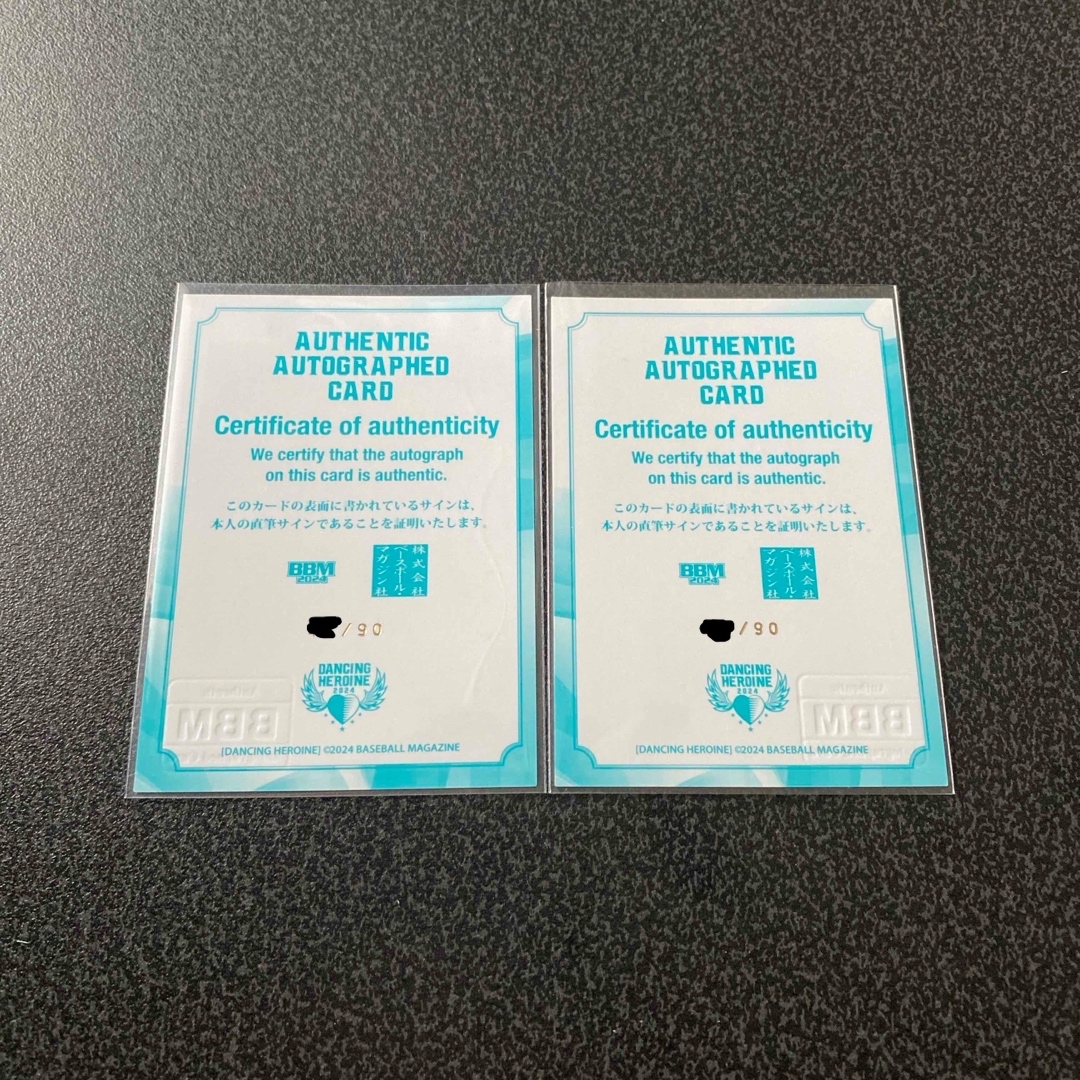 AUTHENTIC
AUTOGRAPHED
CARD
Certificate of authenticity
We certify that the autograph
on this card is authentic.
このカードの表面に書かれているサインは、
本人の直筆サインであることを証明いたします。
BBM
2024
株式会社
ベースボール・
マガジン社
/90
DANCING
HEROINE
2024
BBM
[DANCING HEROINE] ©2024 BASEBALL MAGAZINE
AUTHENTIC
AUTOGRAPHED
CARD
Certificate of authenticity
We certify that the autograph
on this card is authentic.
このカードの表面に書かれているサインは、
本人の直筆サインであることを証明いたします。
BBM
2024
株式会社
ベースボール・
マガジン社
/90
DANCING
HEROINE
2024
BBM
[DANCING HEROINE] ©2024 BASEBALL MAGAZINE